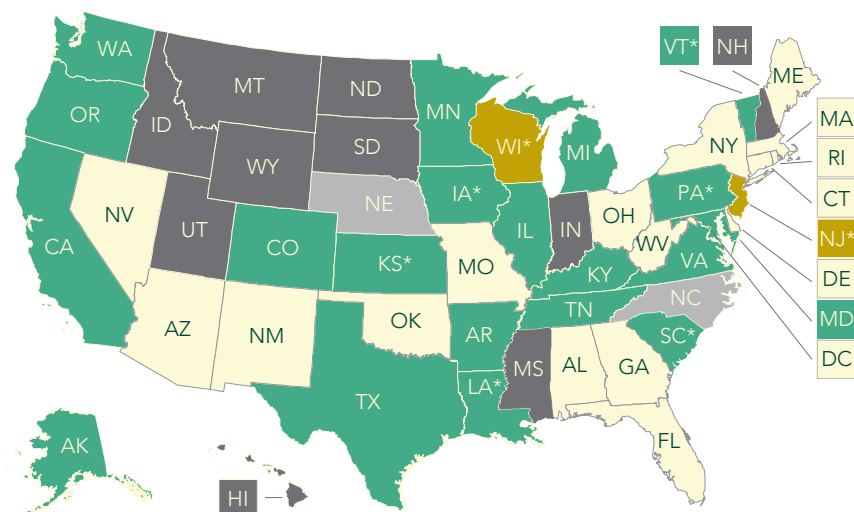 VT* NH
WA
MT
ND
ME
MN
OR
ID
MA
NY
WI*
SD
MI
RI
WY
IA*
PA*
NE
CT
NV
OH
UT
IL
IN
NJ*
CA
CO
WV
VA
KS*
MO
KY
DE
NC
TN
MD
OK
AZ
NM
AR
SC*
DC
MS
AL
GA
LA*
TX
FL
AK
HI